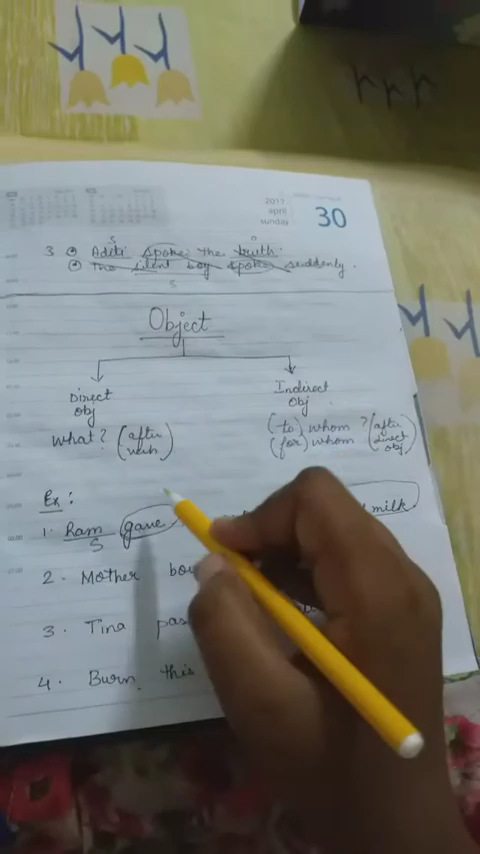 2017
april
sunday
30
S O
3 Aditi spoke the truth.
The silent boy spoke suddenly.
S
Object
Direct
Obj
what? (after verb)
Indirect
Obj.
(to) whom ? (after direct obj)
(for) whom
Ex:
1. Ram gave milk.
S
2. Mother
3. Tina
4. Burn this